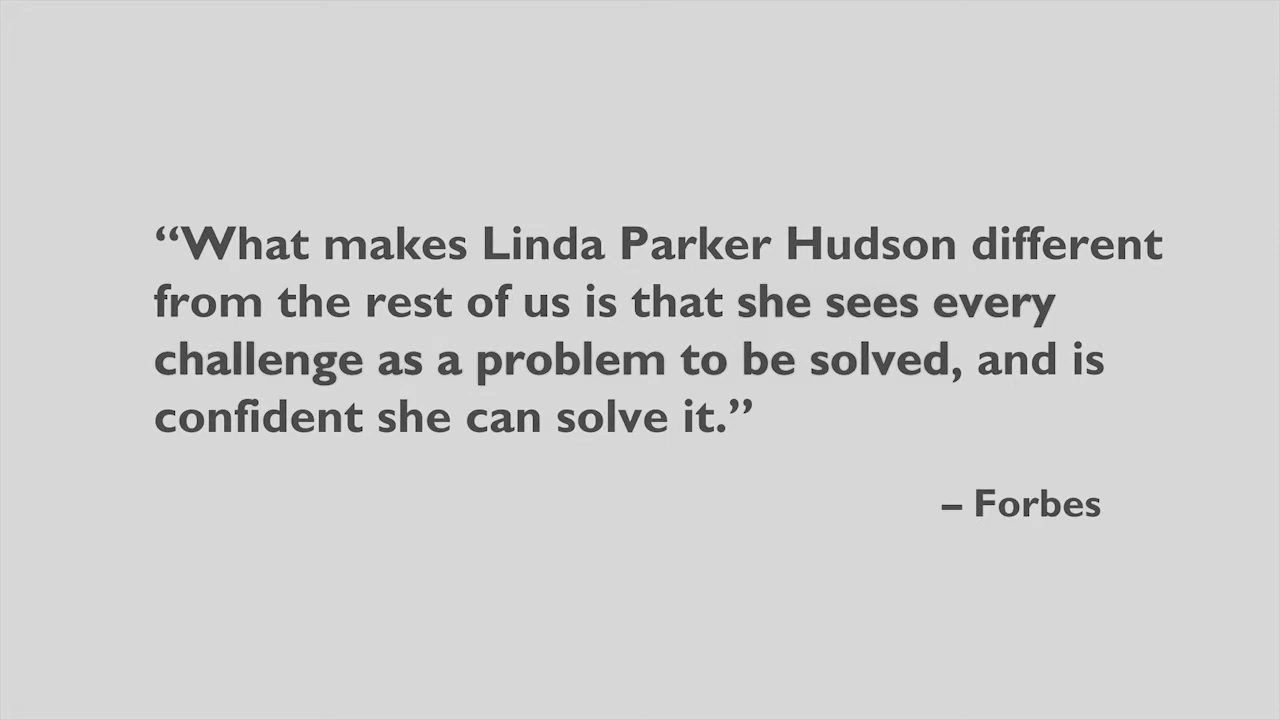 “What makes Linda Parker Hudson different
from the rest of us is that she sees every
challenge as a problem to be solved, and is
confident she can solve it.”
– Forbes